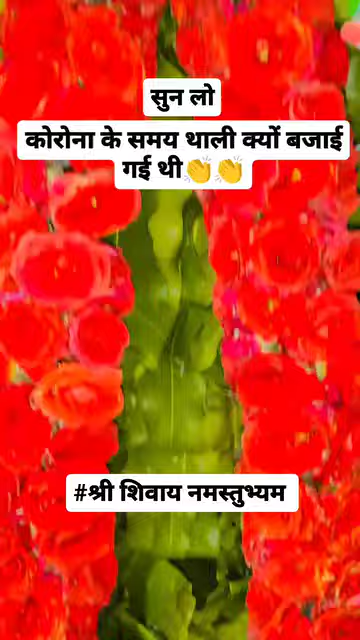 सुन लो
कोरोना के समय थाली क्यों बजाई
गई थी👏👏
#श्री शिवाय नमस्तुभ्यम